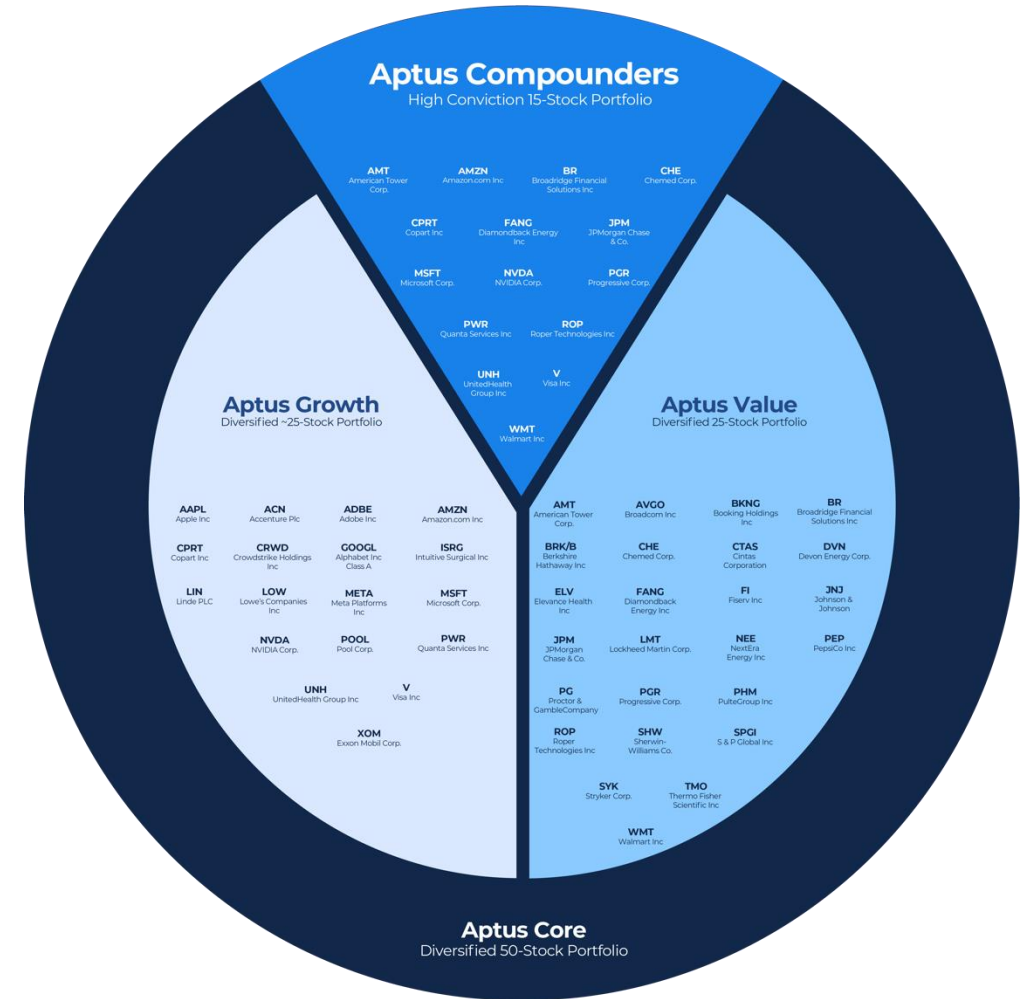 Aptus Compounders
High Conviction 15-Stock Portfolio
AMT
American Tower
Corp.
AMZN
Amazon.com Inc
BR
Broadridge Financial
Solutions Inc
CHE
Chemed Corp.
CPRT
Copart Inc
FANG
Diamondback Energy
Inc
JPM
JPMorgan Chase
& Co.
MSFT
Microsoft Corp.
NVDA
NVIDIA Corp.
PGR
Progressive Corp.
PWR
Quanta Services Inc
ROP
Roper Technologies Inc
UNH
UnitedHealth
Group Inc
V
Visa Inc
WMT
Walmart Inc
Aptus Growth
Diversified ~25-Stock Portfolio
AAPL
Apple Inc
ACN
Accenture Plc
ADBE
Adobe Inc
AMZN
Amazon.com Inc
CPRT
Copart Inc
CRWD
Crowdstrike Holdings
Inc
GOOGL
Alphabet Inc
Class A
ISRG
Intuitive Surgical Inc
LIN
Linde PLC
LOW
Lowe's Companies
Inc
META
Meta Platforms
Inc
MSFT
Microsoft Corp.
NVDA
NVIDIA Corp.
POOL
Pool Corp.
PWR
Quanta Services Inc
UNH
UnitedHealth Group Inc
V
Visa Inc
XOM
Exxon Mobil Corp.
Aptus Value
Diversified 25-Stock Portfolio
AMT
American Tower
Corp.
AVGO
Broadcom Inc
BKNG
Booking Holdings
Inc
BR
Broadridge Financial
Solutions Inc
BRK/B
Berkshire
Hathaway Inc
CHE
Chemed Corp.
CTAS
Cintas
Corporation
DVN
Devon Energy Corp.
ELV
Elevance Health
Inc
FANG
Diamondback
Energy Inc
FI
Fiserv Inc
JNJ
Johnson &
Johnson
JPM
JPMorgan
Chase & Co.
LMT
Lockheed Martin Corp.
NEE
NextEra
Energy Inc
PEP
PepsiCo Inc
PG
Proctor &
GambleCompany
PGR
Progressive Corp.
PHM
PulteGroup Inc
ROP
Roper
Technologies Inc
SHW
Sherwin-
Williams Co.
SPGI
S & P Global Inc
SYK
Stryker Corp.
TMO
Thermo Fisher
Scientific Inc
WMT
Walmart Inc
Aptus Core
Diversified 50-Stock Portfolio